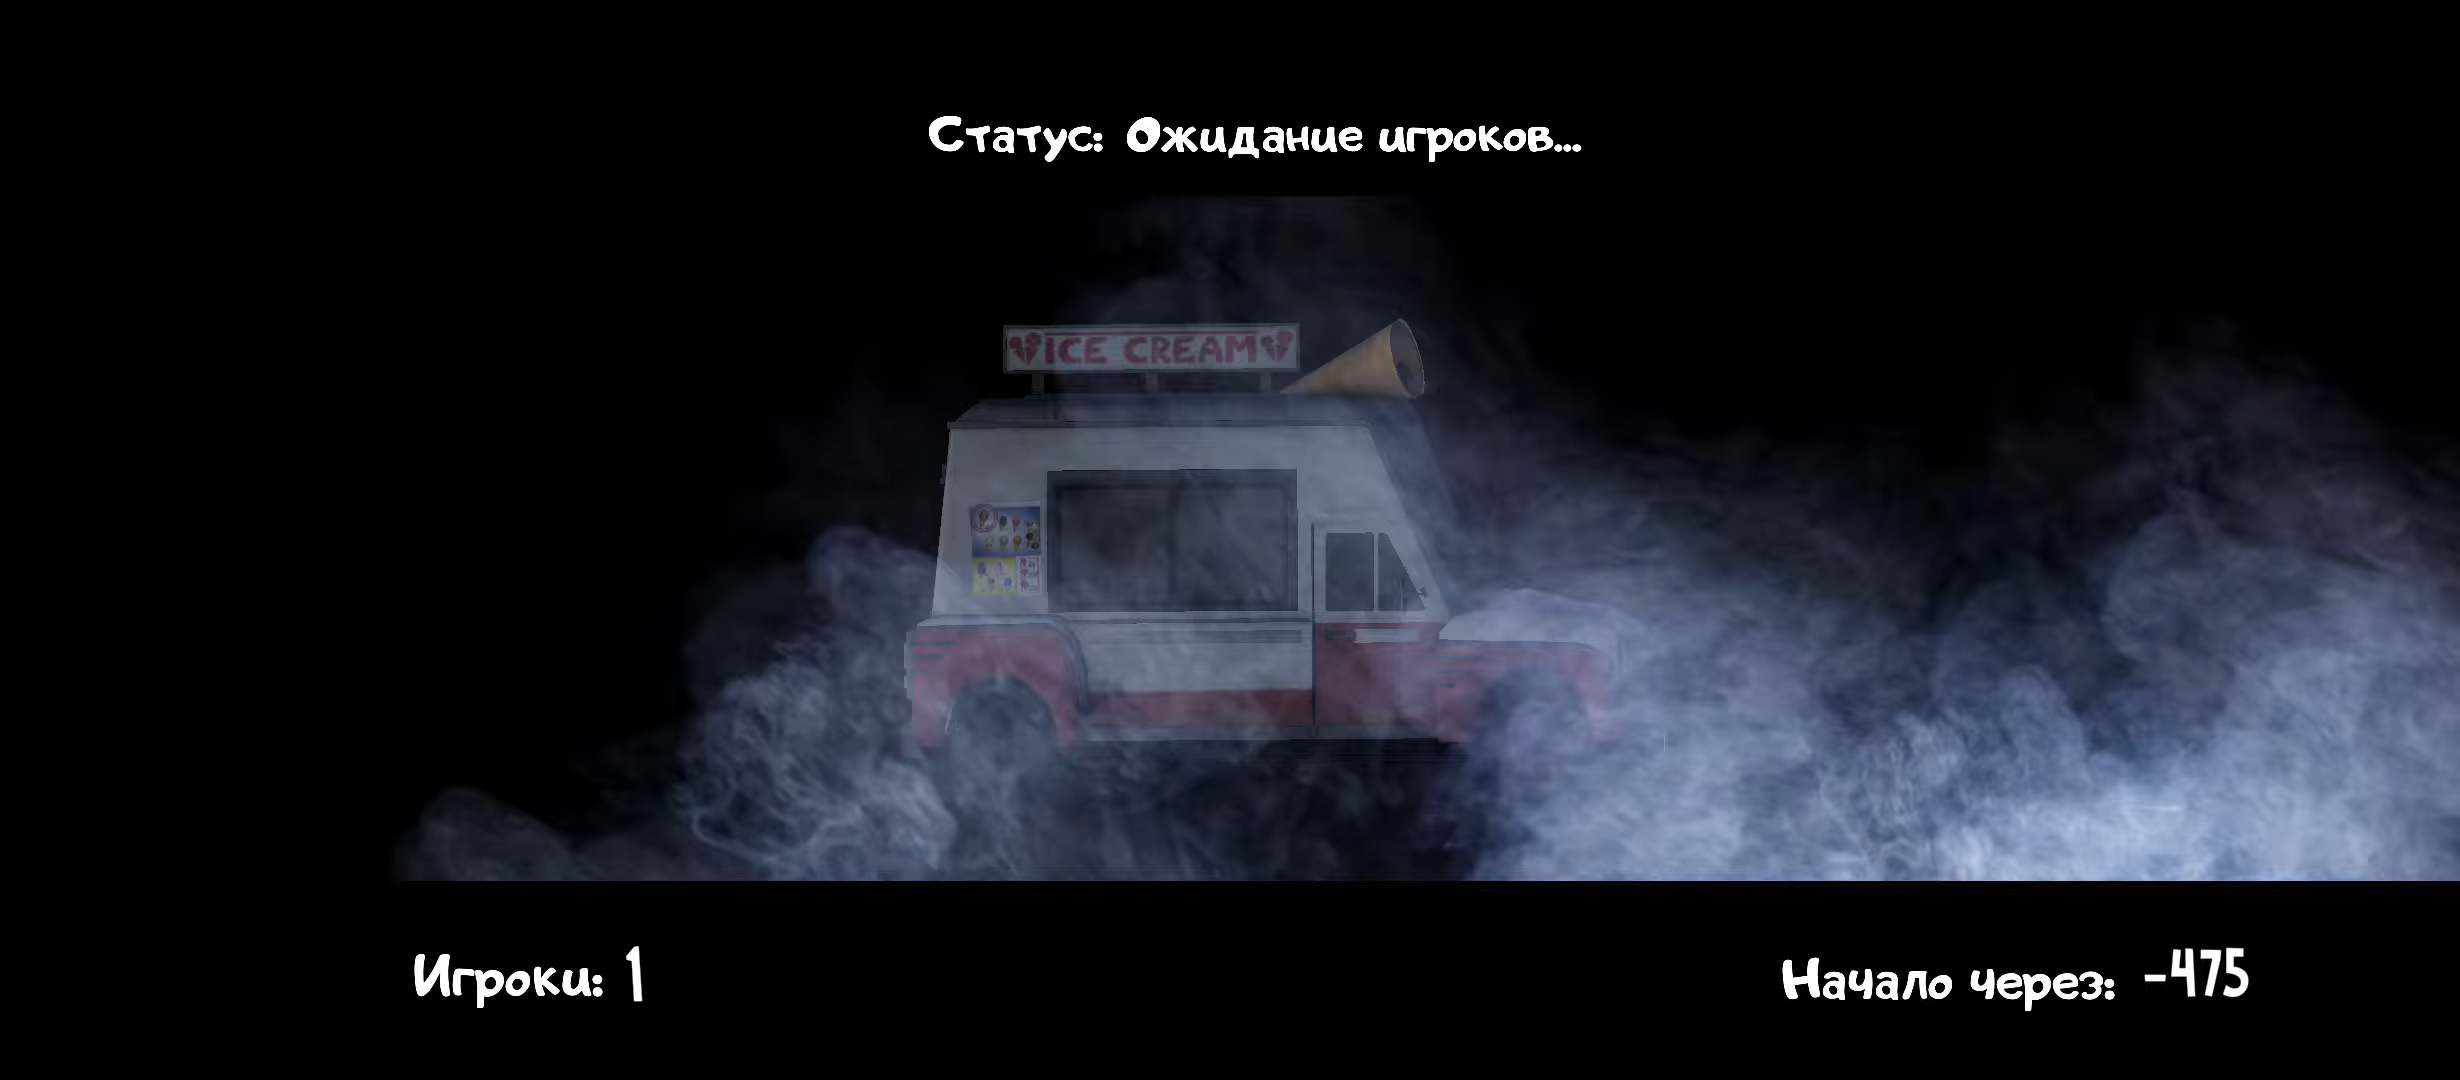 Статус: Ожидание игроков...
ICE CREAM
Игроки: 1
Начало через: -475